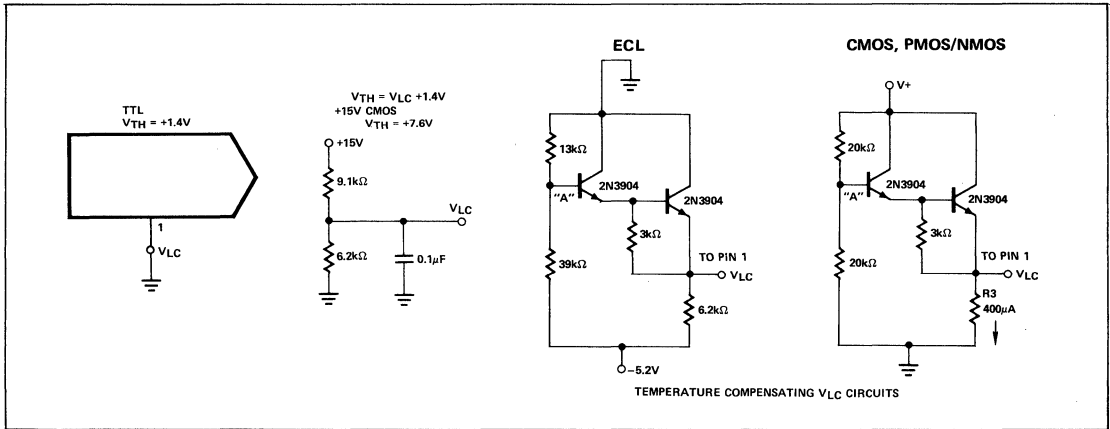 TTL
VTH = +1.4V
1
VLC
VTH = VLC +1.4V
+15V CMOS
VTH = +7.6V
+15V
9.1kΩ
VLC
6.2kΩ
0.1μF
ECL
13kΩ
2N3904
"A"
2N3904
3kΩ
39kΩ
TO PIN 1
VLC
6.2kΩ
−5.2V
CMOS, PMOS/NMOS
V+
20kΩ
2N3904
"A"
2N3904
3kΩ
20kΩ
TO PIN 1
VLC
R3
400μA
TEMPERATURE COMPENSATING VLC CIRCUITS